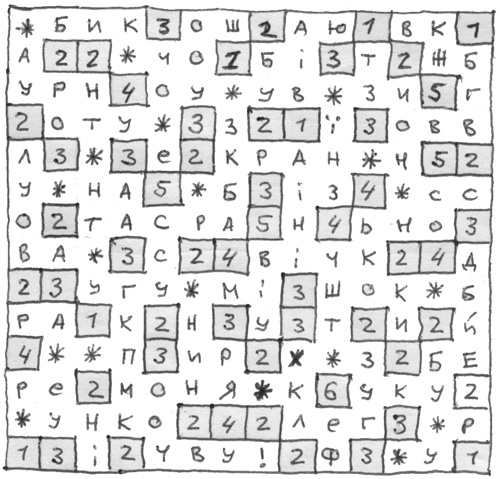 * Б И К 3 О Ш 2 А Ю 1 В К 1
А 2 2 * Ч О 1 Б І 3 Т 2 Ж Б
У Р Н 4 О У * У В * З И 5 Г
2 О Т У * 3 З 2 1 Ї 3 О В В
Л 3 * 3 Е 2 К Р А Н * Ч 5 2
У * Н А 5 * Б 3 І З 4 * С С
О 2 Т А С Р А 5 Н 4 Ь Н О 3
В А * 3 С 2 4 В І Ч К 2 4 Д
2 3 У Г У * М І 3 Ш О К * Б
Р А 1 К 2 Н 3 У 3 Т 2 И 2 Й
4 * * П 3 И Р 2 * * З 2 Б Е
Р Е 2 М О Н Я * К 6 У К У 2
* У Н К О 2 4 2 Л Е Г 3 * Р
1 3 І 2 Ч В У ! 2 Ф 3 * У 1